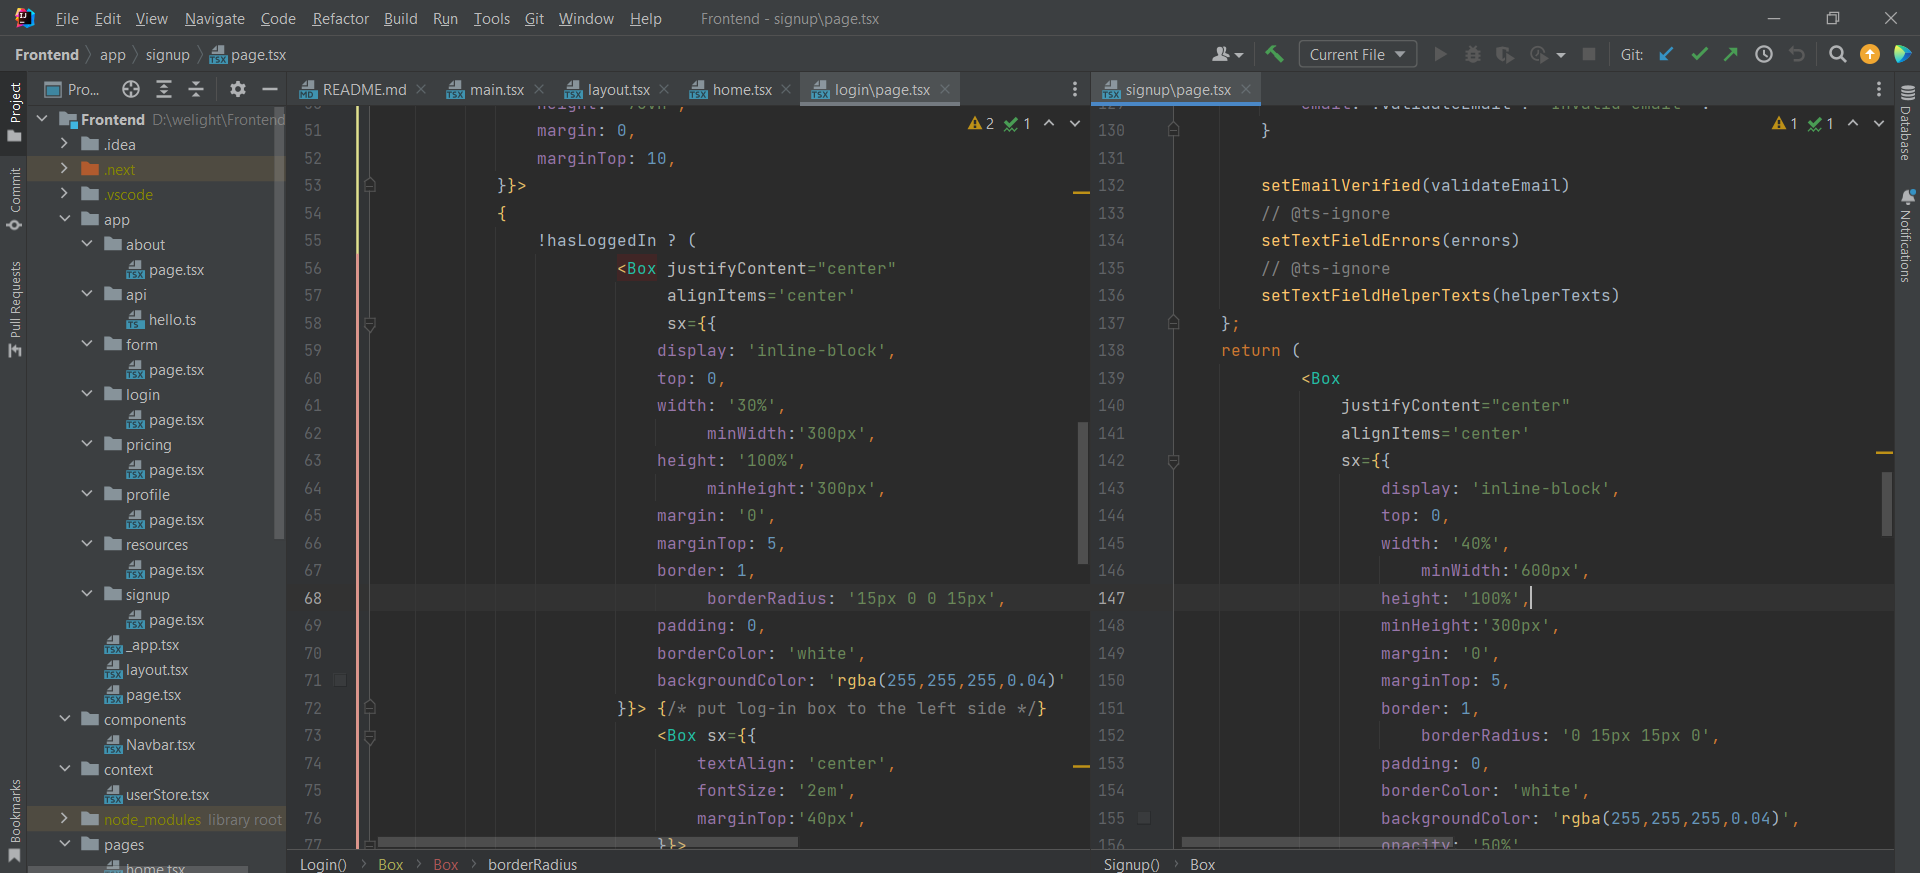 File Edit View Navigate Code Refactor Build Run Tools Git Window Help Frontend - signup\page.tsx
Frontend app signup page.tsx Current File Git:
Project
Commit
Pull Requests
Bookmarks
Pro...
Frontend D:\welight\Frontend
.idea
.next
.vscode
app
about
page.tsx
api
hello.ts
form
page.tsx
login
page.tsx
pricing
page.tsx
profile
page.tsx
resources
page.tsx
signup
page.tsx
_app.tsx
layout.tsx
page.tsx
components
Navbar.tsx
context
userStore.tsx
node_modules library root
pages
home.tsx
README.md main.tsx layout.tsx home.tsx login\page.tsx
2 1
51 margin: 0,
52 marginTop: 10,
53 }}>
54 {
55 !hasLoggedIn ? (
56 <Box justifyContent="center"
57 alignItems='center'
58 sx={{
59 display: 'inline-block',
60 top: 0,
61 width: '30%',
62 minWidth:'300px',
63 height: '100%',
64 minHeight:'300px',
65 margin: '0',
66 marginTop: 5,
67 border: 1,
68 borderRadius: '15px 0 0 15px',
69 padding: 0,
70 borderColor: 'white',
71 backgroundColor: 'rgba(255,255,255,0.04)'
72 }}> {/* put log-in box to the left side */}
73 <Box sx={{
74 textAlign: 'center',
75 fontSize: '2em',
76 marginTop:'40px',
77 }}>
Login() Box Box borderRadius
signup\page.tsx
1 1
130 }
131
132 setEmailVerified(validateEmail)
133 // @ts-ignore
134 setTextFieldErrors(errors)
135 // @ts-ignore
136 setTextFieldHelperTexts(helperTexts)
137 };
138 return (
139 <Box
140 justifyContent="center"
141 alignItems='center'
142 sx={{
143 display: 'inline-block',
144 top: 0,
145 width: '40%',
146 minWidth:'600px',
147 height: '100%',
148 minHeight:'300px',
149 margin: '0',
150 marginTop: 5,
151 border: 1,
152 borderRadius: '0 15px 15px 0',
153 padding: 0,
154 borderColor: 'white',
155 backgroundColor: 'rgba(255,255,255,0.04)',
156 opacity: '50%'
Signup() Box
Database
Notifications